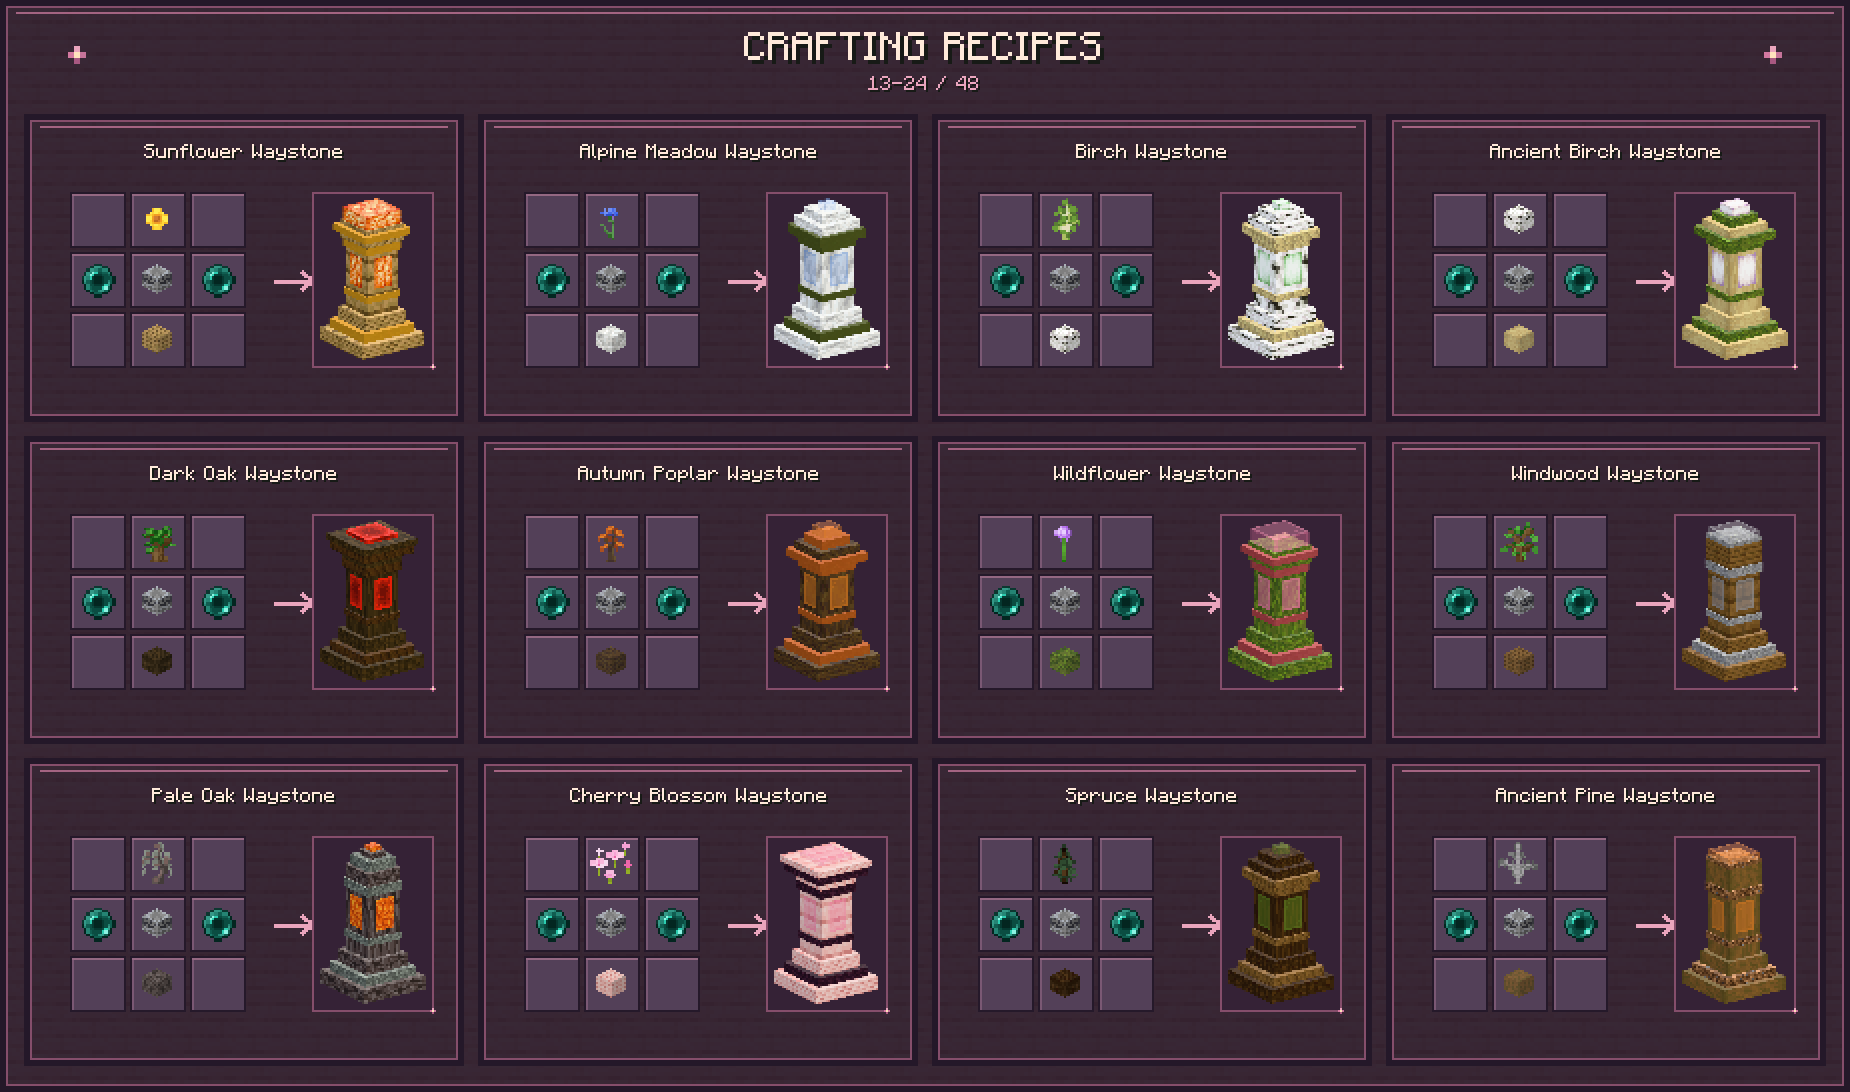 CRAFTING RECIPES
13-24 / 48
Sunflower Waystone
Alpine Meadow Waystone
Birch Waystone
Ancient Birch Waystone
Dark Oak Waystone
Autumn Poplar Waystone
Wildflower Waystone
Windwood Waystone
Pale Oak Waystone
Cherry Blossom Waystone
Spruce Waystone
Ancient Pine Waystone